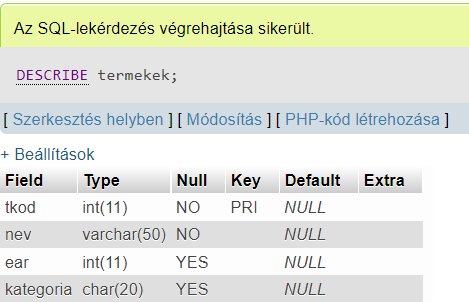 Az SQL-lekérdezés végrehajtása sikerült.
DESCRIBE termekek;
[ Szerkesztés helyben ] [ Módosítás ] [ PHP-kód létrehozása ]
+ Beállítások
Field Type Null Key Default Extra
tkod int(11) NO PRI NULL
nev varchar(50) NO NULL
ear int(11) YES NULL
kategoria char(20) YES NULL